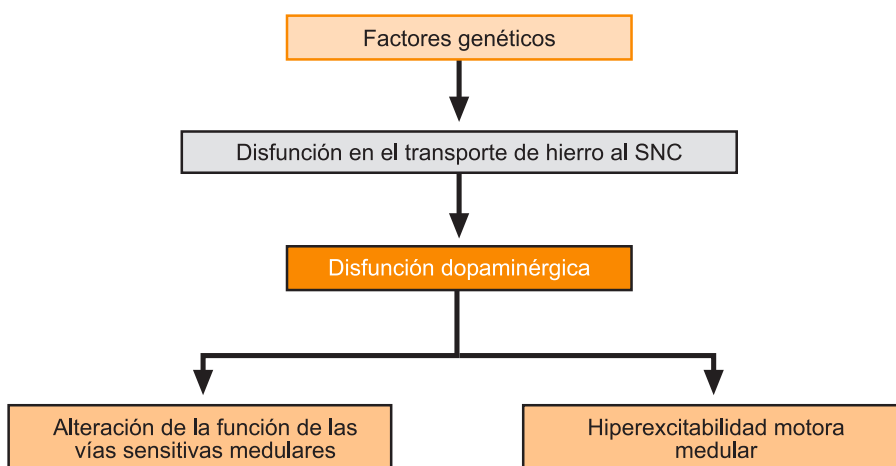 Factores genéticos
Disfunción en el transporte de hierro al SNC
Disfunción dopaminérgica
Alteración de la función de las
vías sensitivas medulares
Hiperexcitabilidad motora
medular